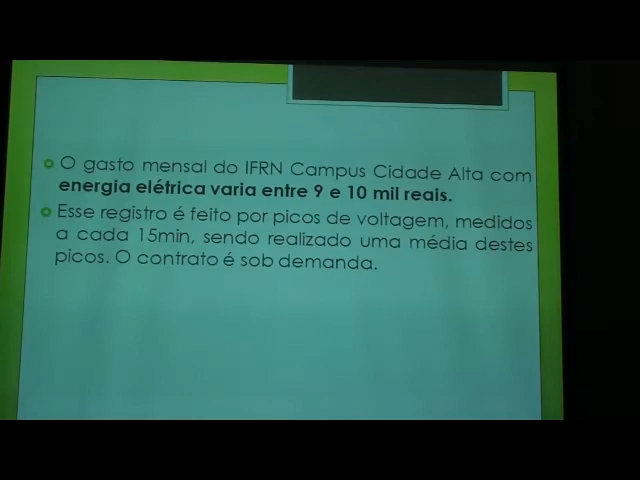 O gasto mensal do IFRN Campus Cidade Alta com
energia elétrica varia entre 9 e 10 mil reais.
Esse registro é feito por picos de voltagem, medidos
a cada 15min, sendo realizado uma média destes
picos. O contrato é sob demanda.